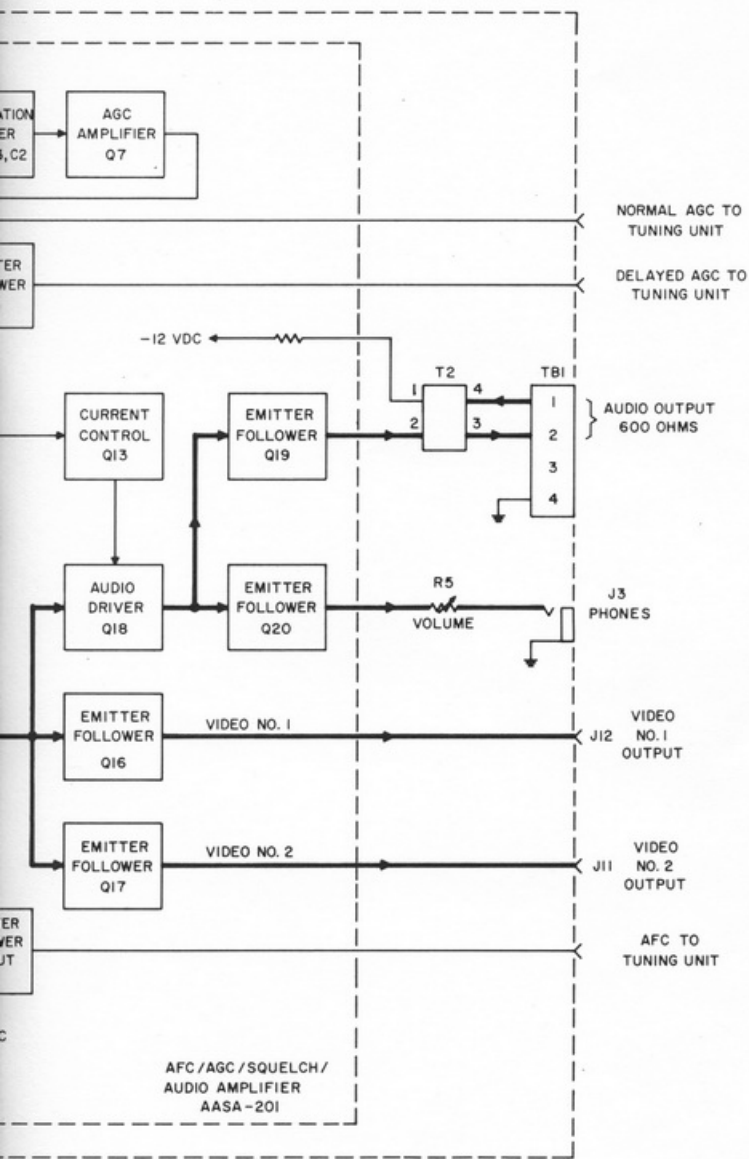 AGC
AMPLIFIER
Q7
NORMAL AGC TO
TUNING UNIT
DELAYED AGC TO
TUNING UNIT
-12 VDC
T2
TB1
1
2
4
3
1
2
3
4
AUDIO OUTPUT
600 OHMS
CURRENT
CONTROL
Q13
EMITTER
FOLLOWER
Q19
AUDIO
DRIVER
Q18
EMITTER
FOLLOWER
Q20
R5
VOLUME
J3
PHONES
EMITTER
FOLLOWER
Q16
VIDEO NO. 1
J12
VIDEO
NO. 1
OUTPUT
EMITTER
FOLLOWER
Q17
VIDEO NO. 2
J11
VIDEO
NO. 2
OUTPUT
AFC TO
TUNING UNIT
AFC/AGC/SQUELCH/
AUDIO AMPLIFIER
AASA-201